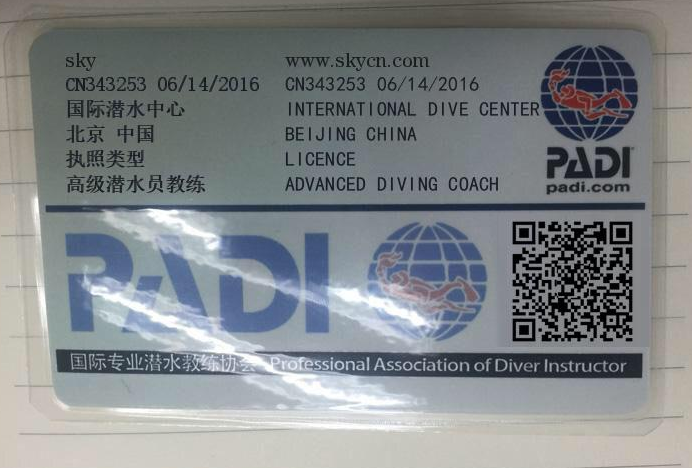 sky www.skycn.com
CN343253 06/14/2016 CN343253 06/14/2016
国际潜水中心 INTERNATIONAL DIVE CENTER
北京 中国 BEIJING CHINA
执照类型 LICENCE
高级潜水员教练 ADVANCED DIVING COACH
PADI®
padi.com
PADI
国际专业潜水教练协会 Professional Association of Diver Instructor